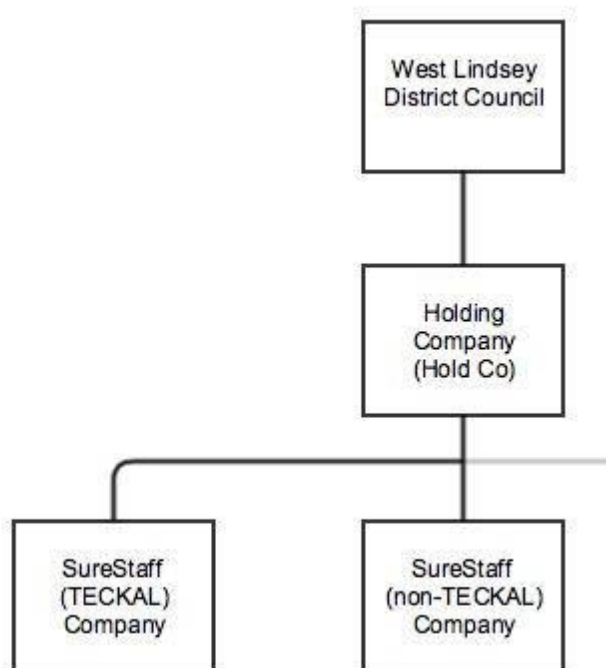 West Lindsey
District Council
Holding
Company
(Hold Co)
SureStaff
(TECKAL)
Company
SureStaff
(non-TECKAL)
Company